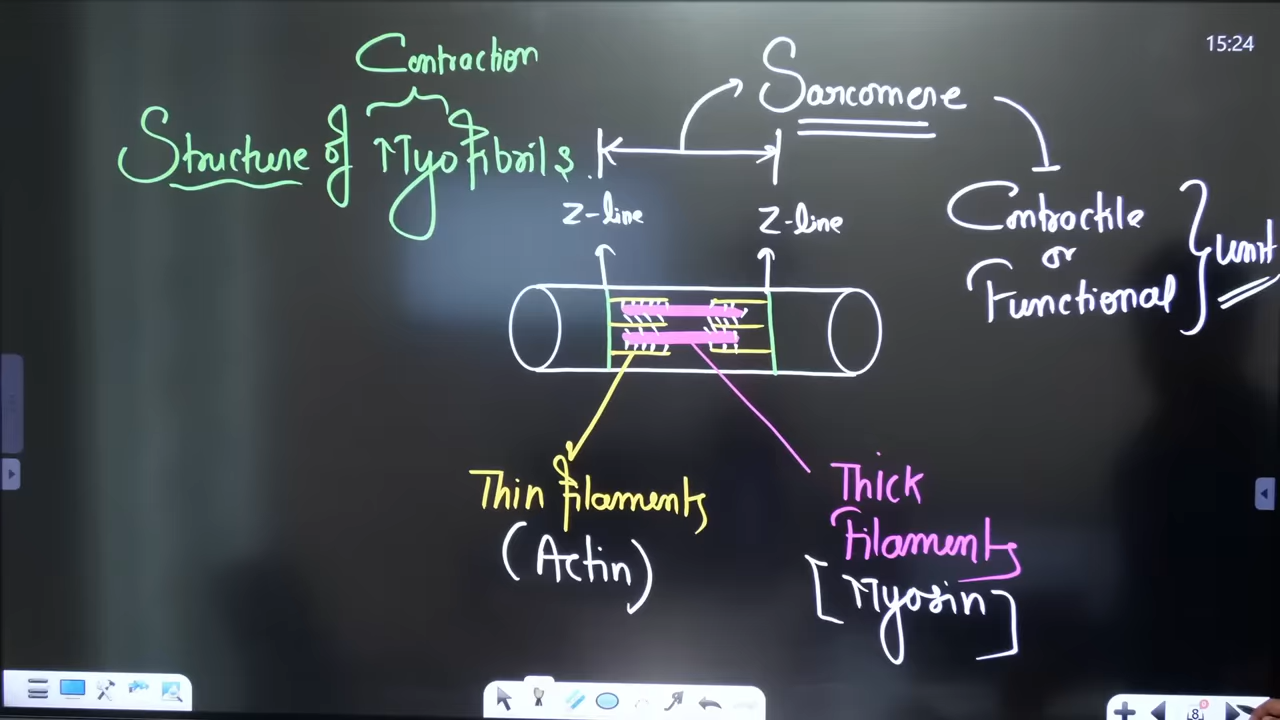 15:24
Contraction
Structure of Myofibrils.
Sarcomere
Z-line
Z-line
Contractile
or
Functional
unit
Thin filaments
(Actin)
Thick
Filaments
[Myosin]
8